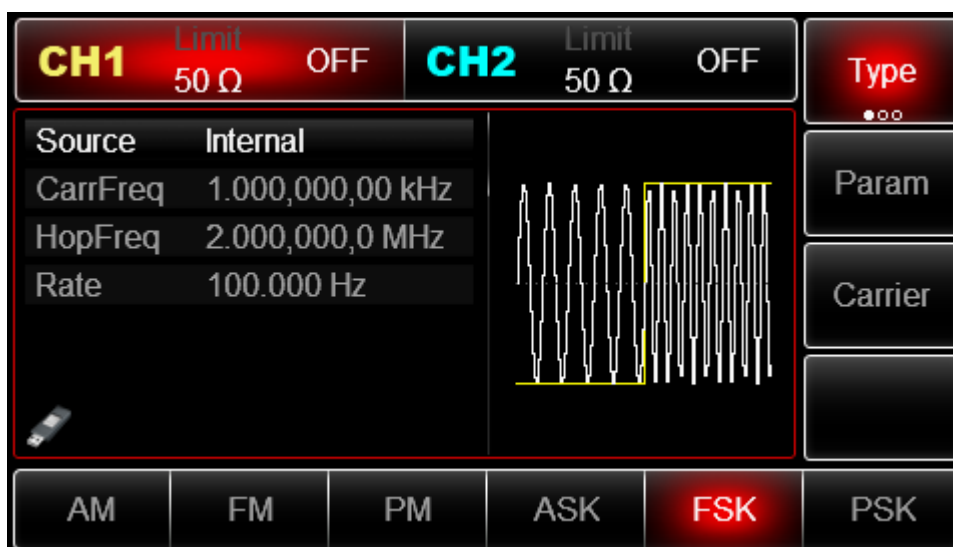 CH1 Limit 50 Ω OFF
CH2 Limit 50 Ω OFF
Type
Source Internal
CarrFreq 1.000,000,00 kHz
HopFreq 2.000,000,0 MHz
Rate 100.000 Hz
Param
Carrier
AM FM PM ASK FSK PSK